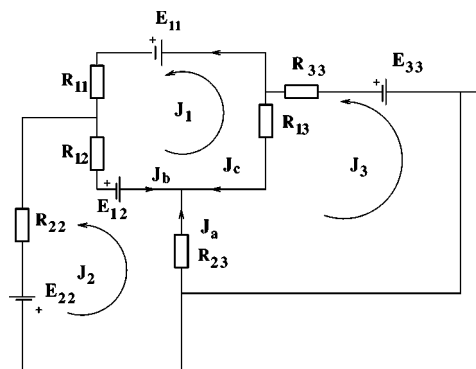 E11
+
R11
J1
R33
E33
+
R13
R12
J3
Jb
Jc
+
E12
R22
Ja
R23
J2
E22
+